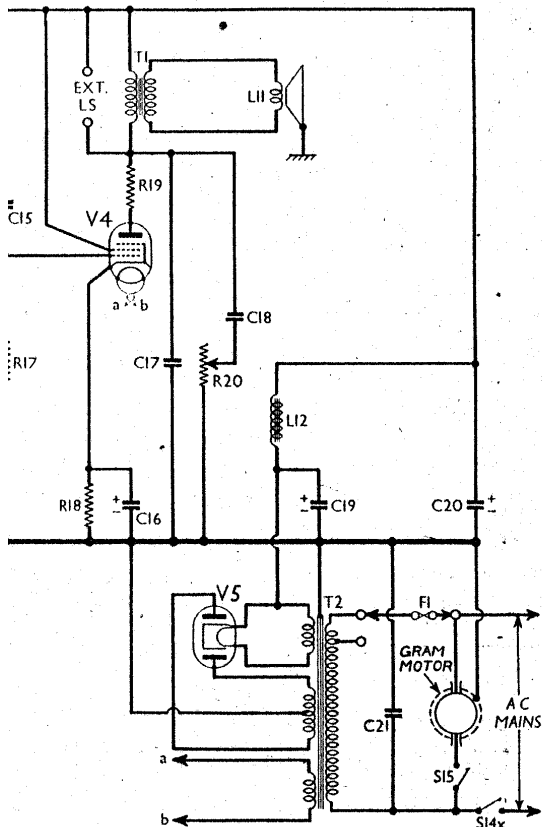 T1
EXT.
LS
L11
R19
C15
V4
a b
C18
R17
C17
R20
L12
R18
+
-
C16
+
-
C19
C20
+
-
V5
T2
F1
GRAM
MOTOR
A C
MAINS
C21
a
S15
b
S14x